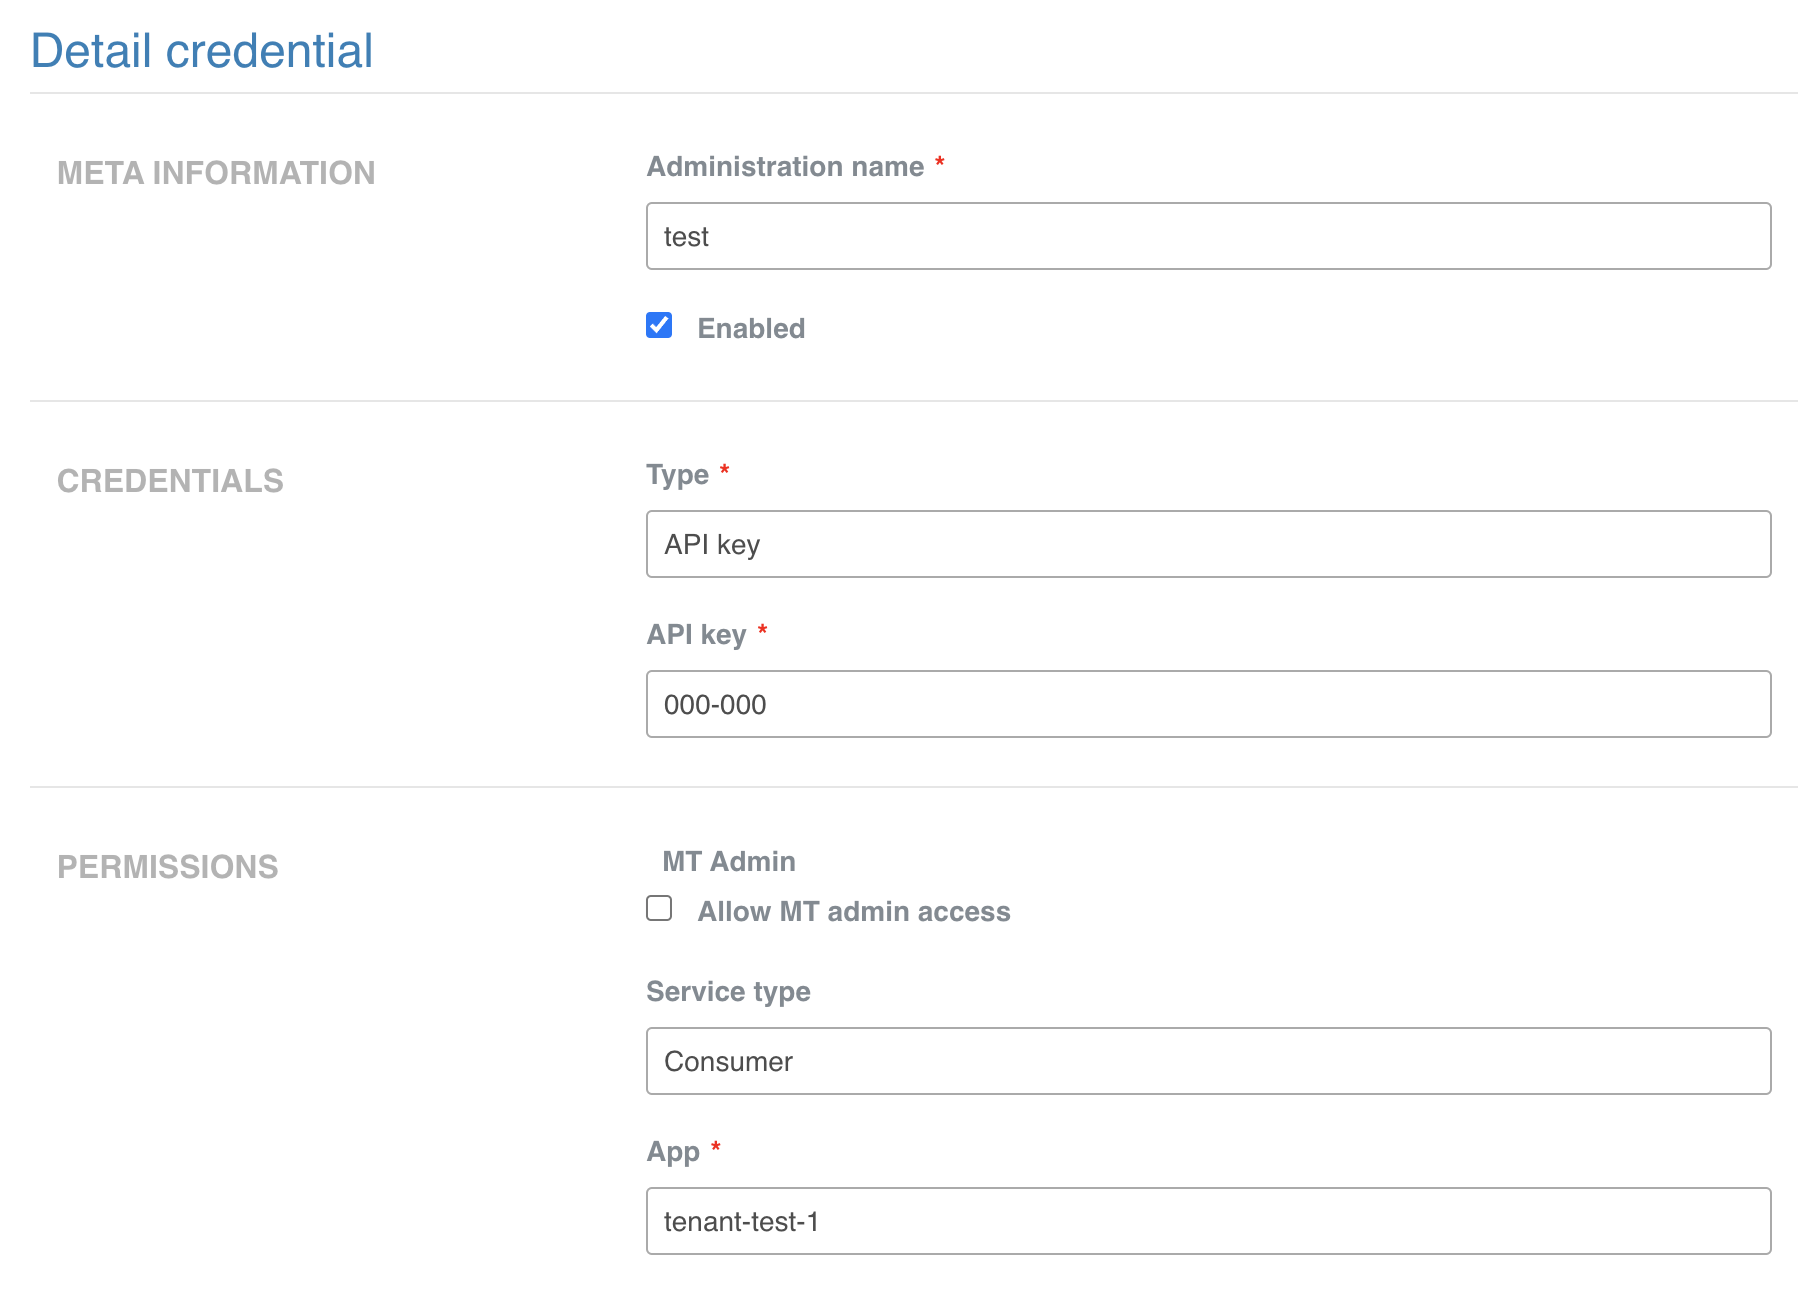 Detail credential
META INFORMATION
Administration name *
test
Enabled
CREDENTIALS
Type *
API key
API key *
000-000
PERMISSIONS
MT Admin
Allow MT admin access
Service type
Consumer
App *
tenant-test-1